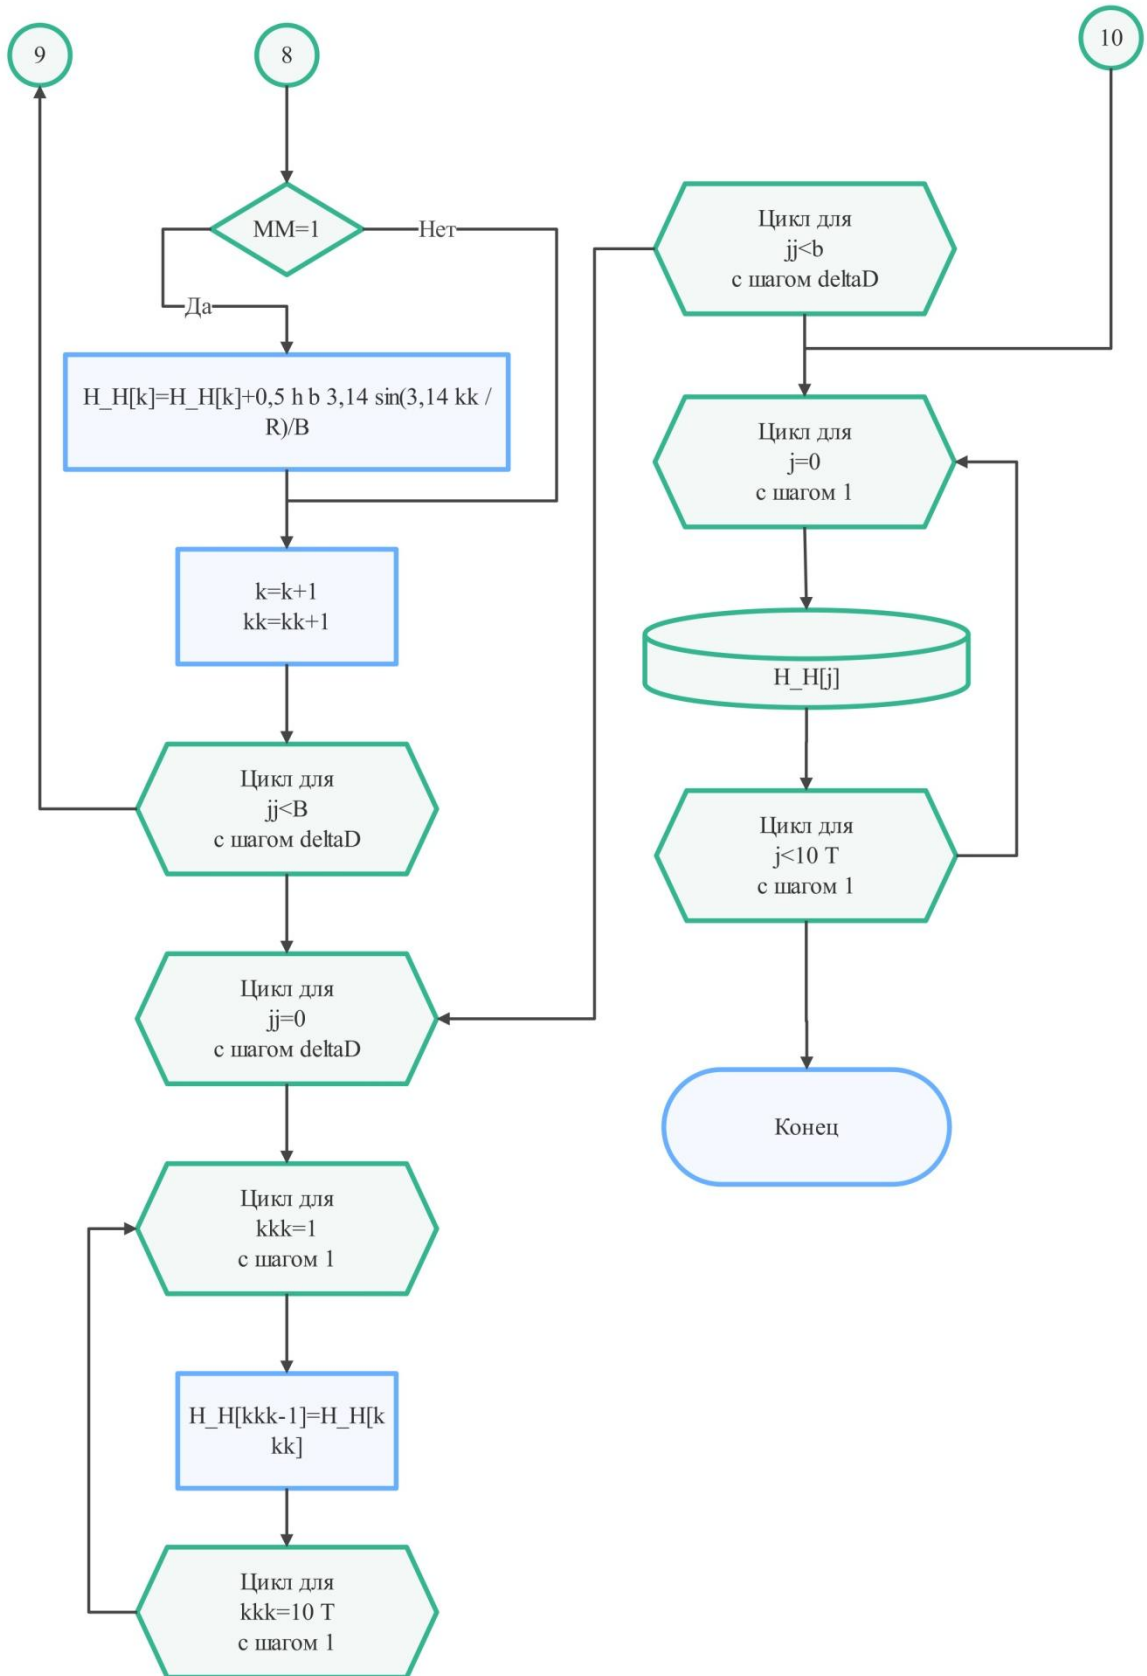 9
8
10
MM=1
Нет
Да
H_H[k]=H_H[k]+0,5 h b 3,14 sin(3,14 kk /
R)/B
k=k+1
kk=kk+1
Цикл для
jj<B
с шагом deltaD
Цикл для
jj=0
с шагом deltaD
Цикл для
kkk=1
с шагом 1
H_H[kkk-1]=H_H[k
kk]
Цикл для
kkk=10 T
с шагом 1
Цикл для
jj<b
с шагом deltaD
Цикл для
j=0
с шагом 1
H_H[j]
Цикл для
j<10 T
с шагом 1
Конец